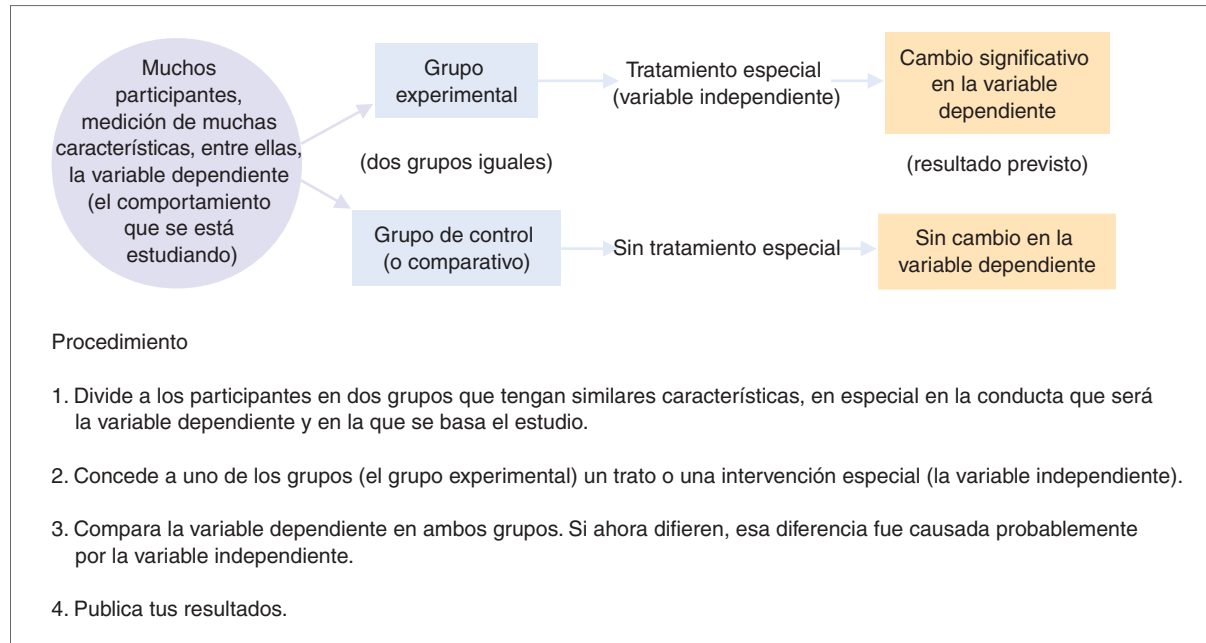 Muchos
participantes,
medición de muchas
características, entre ellas,
la variable dependiente
(el comportamiento
que se está
estudiando)
Grupo
experimental
Tratamiento especial
(variable independiente)
Cambio significativo
en la variable
dependiente
(dos grupos iguales)
(resultado previsto)
Grupo de control
(o comparativo)
Sin tratamiento especial
Sin cambio en la
variable dependiente
Procedimiento
1. Divide a los participantes en dos grupos que tengan similares características, en especial en la conducta que será
la variable dependiente y en la que se basa el estudio.
2. Concede a uno de los grupos (el grupo experimental) un trato o una intervención especial (la variable independiente).
3. Compara la variable dependiente en ambos grupos. Si ahora difieren, esa diferencia fue causada probablemente
por la variable independiente.
4. Publica tus resultados.